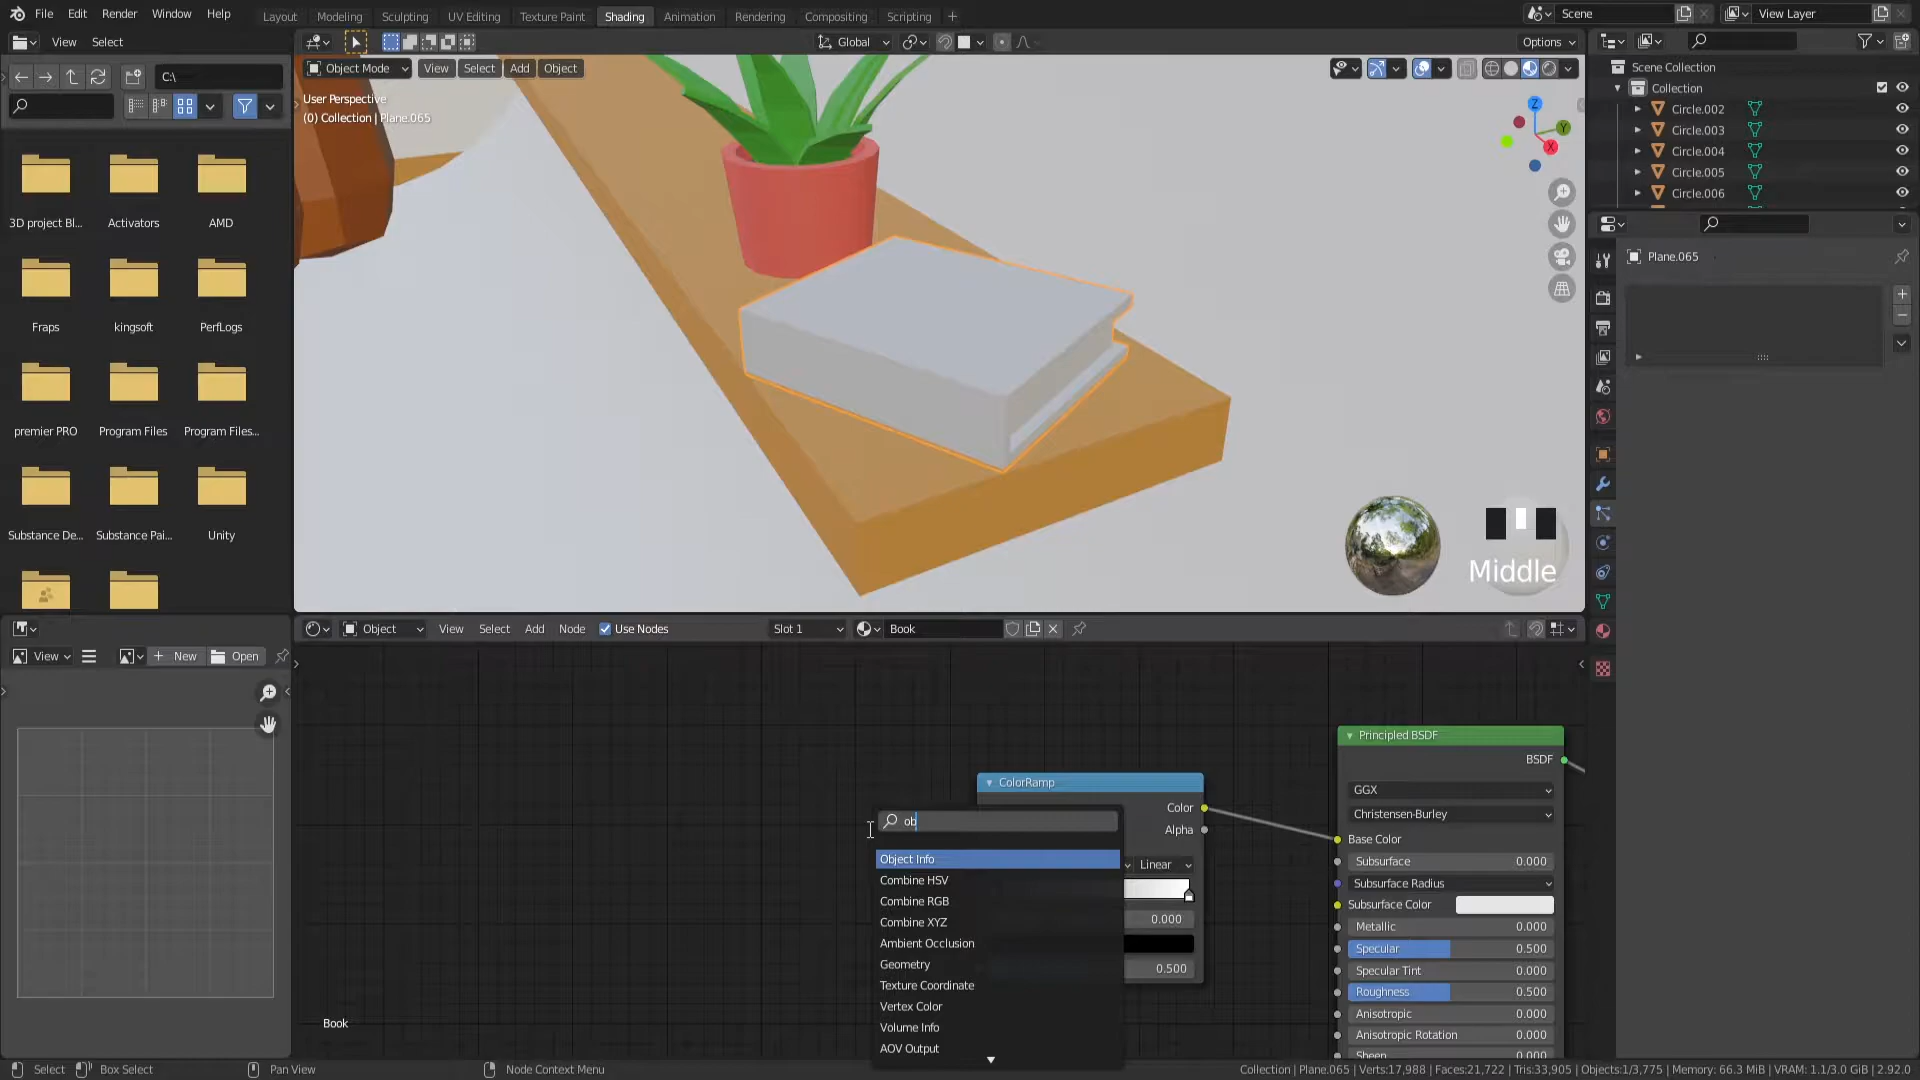 File Edit Render Window Help
Layout Modeling Sculpting UV Editing Texture Paint Shading Animation Rendering Compositing Scripting +
Scene
View Layer
View Select
Global
Options
C:\
Object Mode View Select Add Object
User Perspective
(0) Collection | Plane.065
Z
Y
X
3D project Bl...
Activators
AMD
Fraps
kingsoft
PerfLogs
premier PRO
Program Files
Program Files...
Substance De...
Substance Pai...
Unity
Scene Collection
Collection
Circle.002
Circle.003
Circle.004
Circle.005
Circle.006
Plane.065
Middle
View
New
Open
Object View Select Add Node Use Nodes Slot 1 Book
ColorRamp
Color
Alpha
Linear
0.000
0.500
ob
Object Info
Combine HSV
Combine RGB
Combine XYZ
Ambient Occlusion
Geometry
Texture Coordinate
Vertex Color
Volume Info
AOV Output
Principled BSDF
BSDF
GGX
Christensen-Burley
Base Color
Subsurface 0.000
Subsurface Radius
Subsurface Color
Metallic 0.000
Specular 0.500
Specular Tint 0.000
Roughness 0.500
Anisotropic 0.000
Anisotropic Rotation 0.000
Sheen 0.000
Book
Select
Box Select
Pan View
Node Context Menu
Collection | Plane.065 | Verts:17,988 | Faces:21,722 | Tris:33,905 | Objects:1/3,775 | Memory: 66.3 MiB | VRAM: 1.1/3.0 GiB | 2.92.0